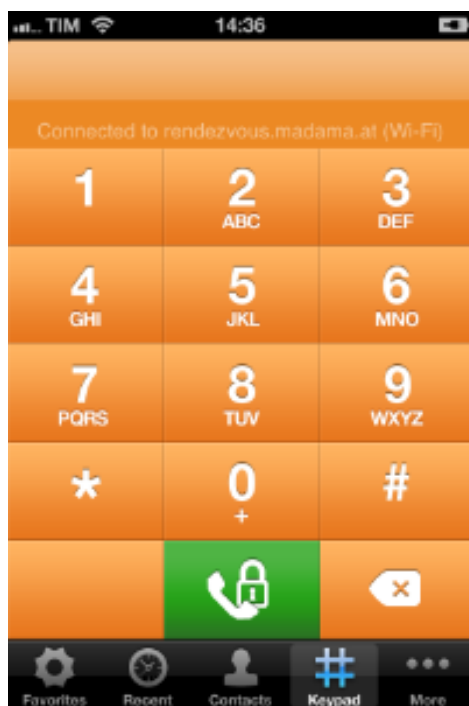 TIM 14:36
Connected to rendezvous.madama.at (Wi-Fi)
1 2 3
ABC DEF
4 5 6
GHI JKL MNO
7 8 9
PQRS TUV WXYZ
* 0 #
+
Favorites Recent Contacts Keypad More